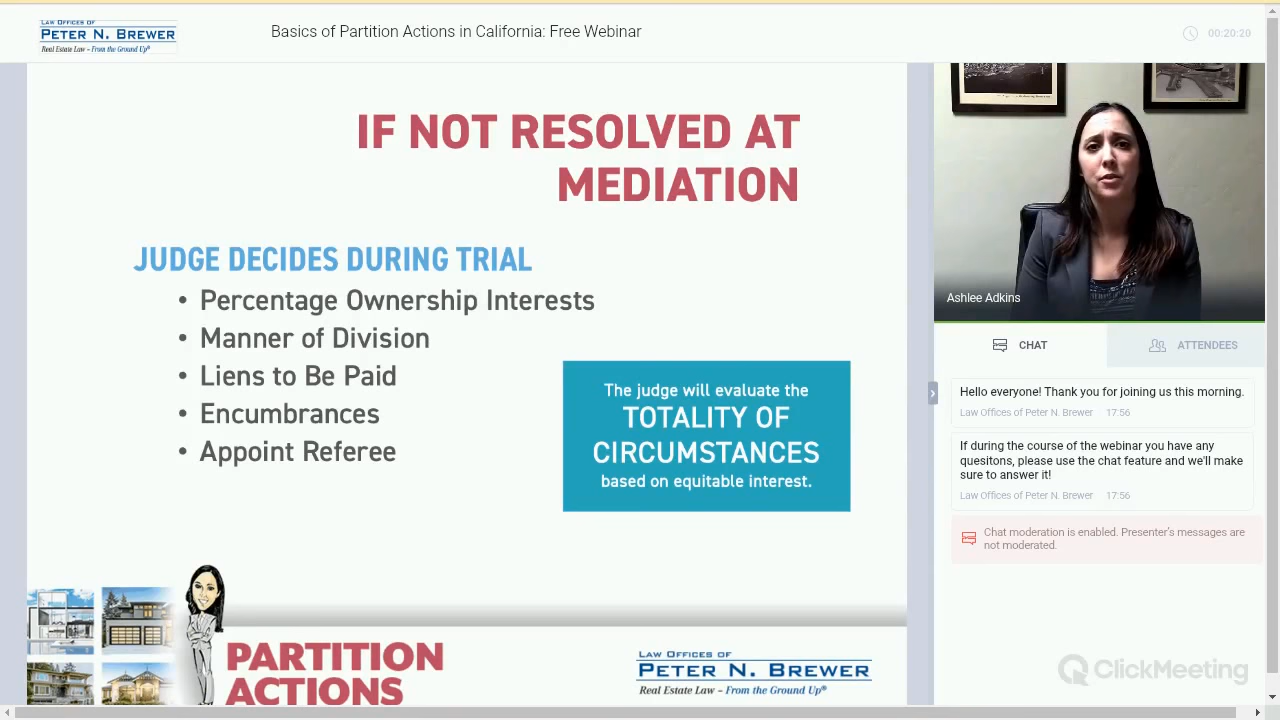 LAW OFFICES OF
PETER N. BREWER
Real Estate Law – From the Ground Up®
Basics of Partition Actions in California: Free Webinar
00:20:20
IF NOT RESOLVED AT
MEDIATION
JUDGE DECIDES DURING TRIAL
• Percentage Ownership Interests
• Manner of Division
• Liens to Be Paid
• Encumbrances
• Appoint Referee
The judge will evaluate the
TOTALITY OF
CIRCUMSTANCES
based on equitable interest.
PARTITION
ACTIONS
LAW OFFICES OF
PETER N. BREWER
Real Estate Law – From the Ground Up®
Ashlee Adkins
CHAT
ATTENDEES
Hello everyone! Thank you for joining us this morning.
Law Offices of Peter N. Brewer 17:56
If during the course of the webinar you have any
quesitons, please use the chat feature and we'll make
sure to answer it!
Law Offices of Peter N. Brewer 17:56
Chat moderation is enabled. Presenter's messages are
not moderated.
ClickMeeting